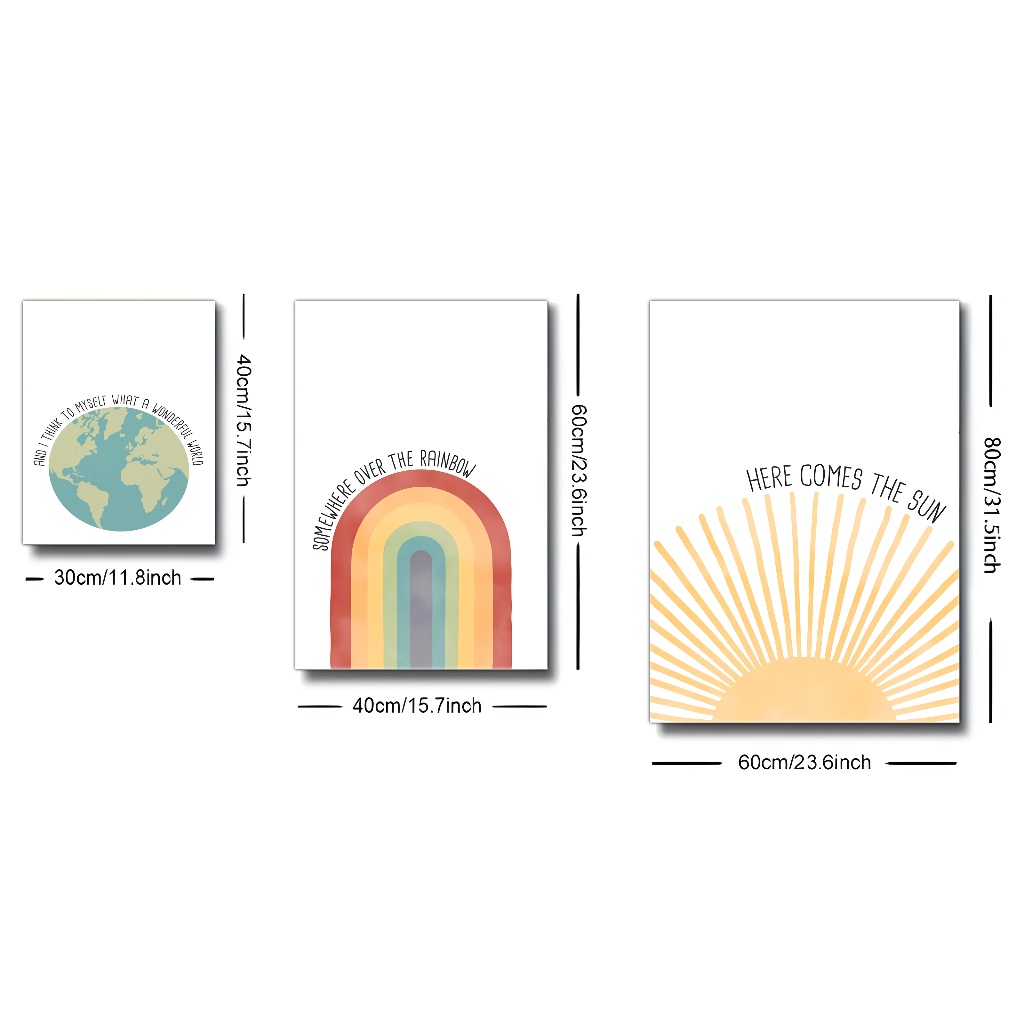 AND I THINK TO MYSELF WHAT A WONDERFUL WORLD
40cm/15.7inch
30cm/11.8inch
SOMEWHERE OVER THE RAINBOW
60cm/23.6inch
40cm/15.7inch
HERE COMES THE SUN
80cm/31.5inch
60cm/23.6inch